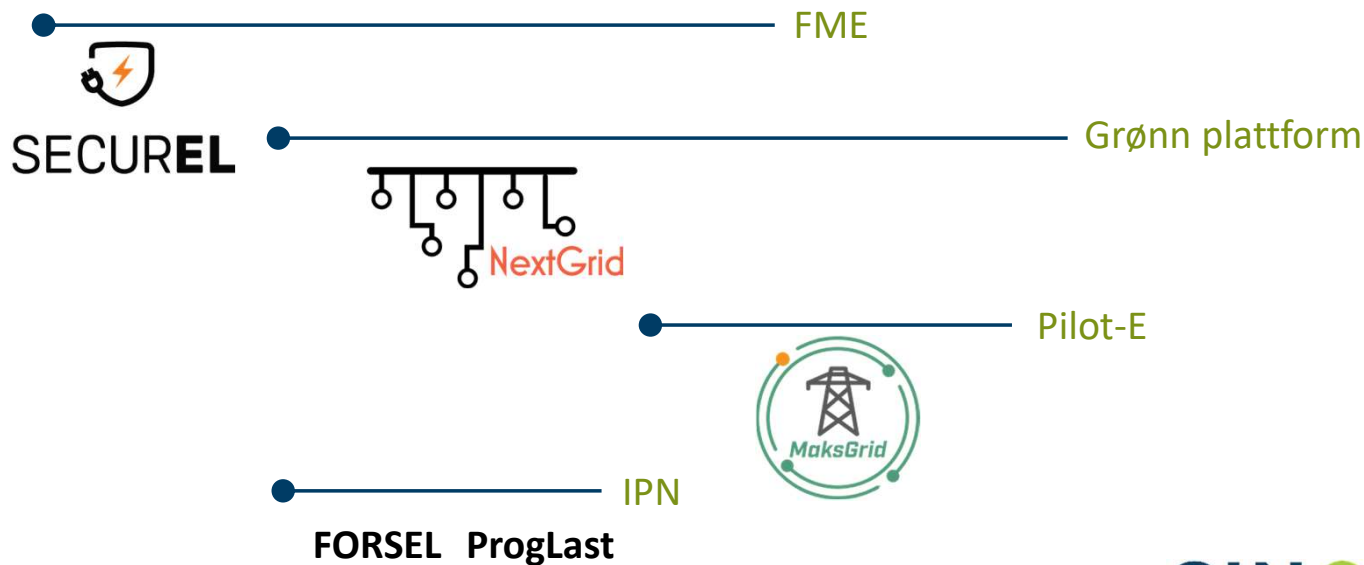 FME
SECUREL
Grønn plattform
NextGrid
Pilot-E
MaksGrid
IPN
FORSEL ProgLast